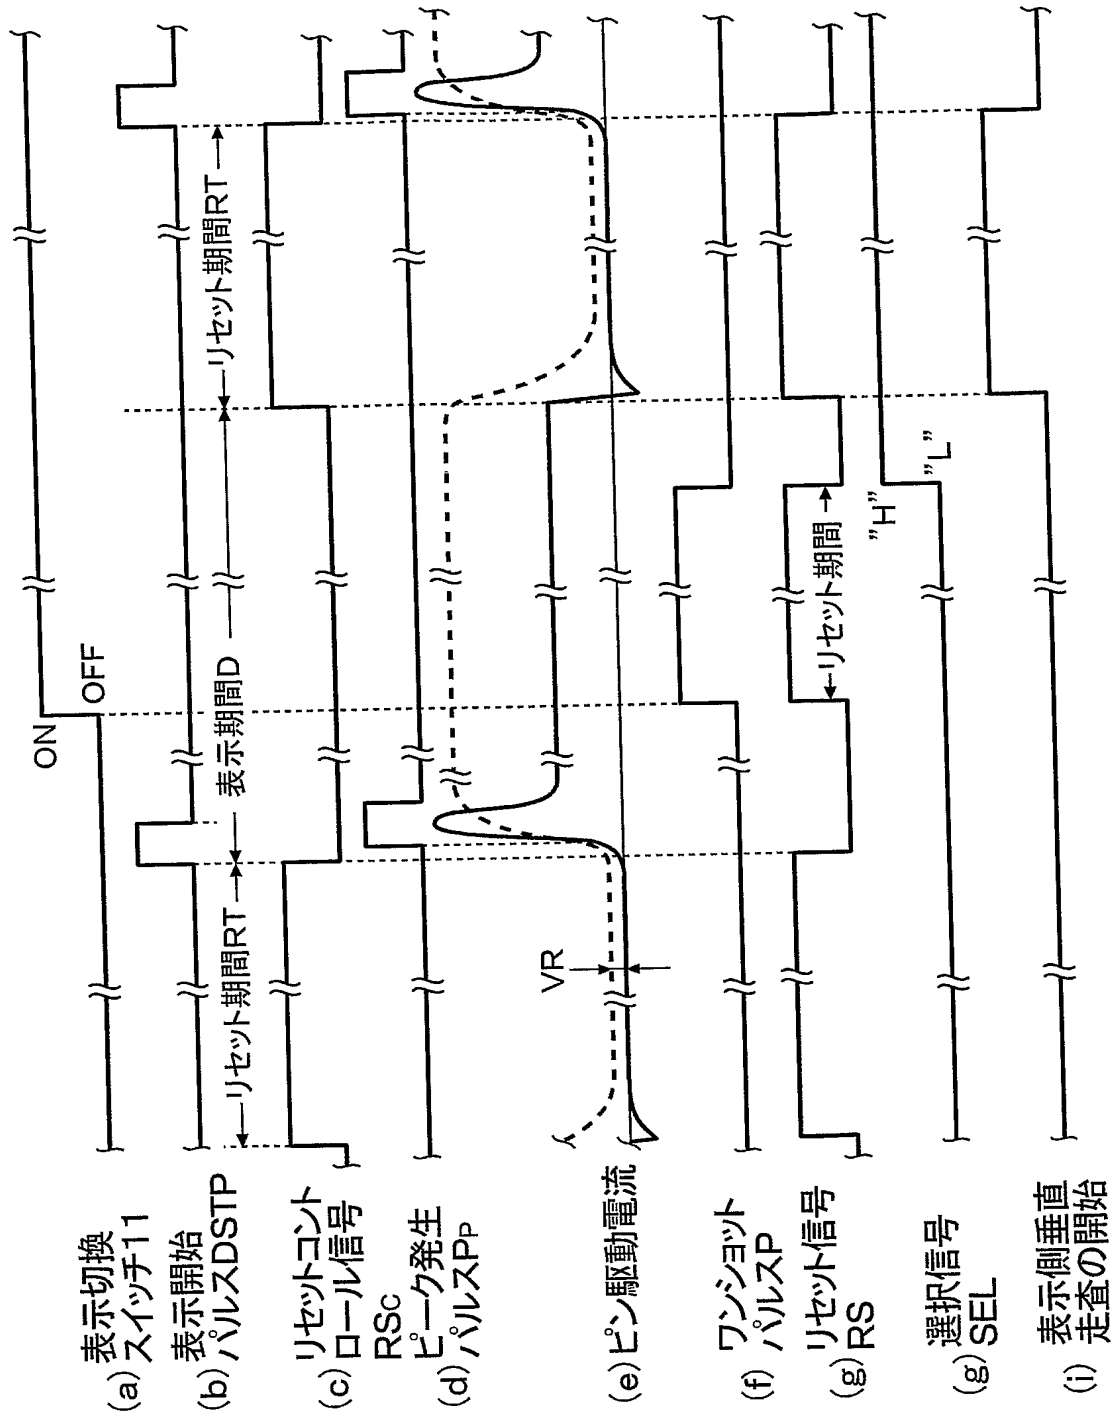 (a) 表示切換
スイッチ11
ON
OFF
(b) 表示開始
パルスDSTP
リセット期間RT
表示期間D
リセット期間RT
(c) リセットコント
ロール信号
RSC
(d) ピーク発生
パルスPP
(e) ピン駆動電流
VR
(f) ワンショット
パルスP
(g) リセット信号
RS
リセット期間
(g) 選択信号
SEL
”H”
”L”
(i) 表示側垂直
走査の開始